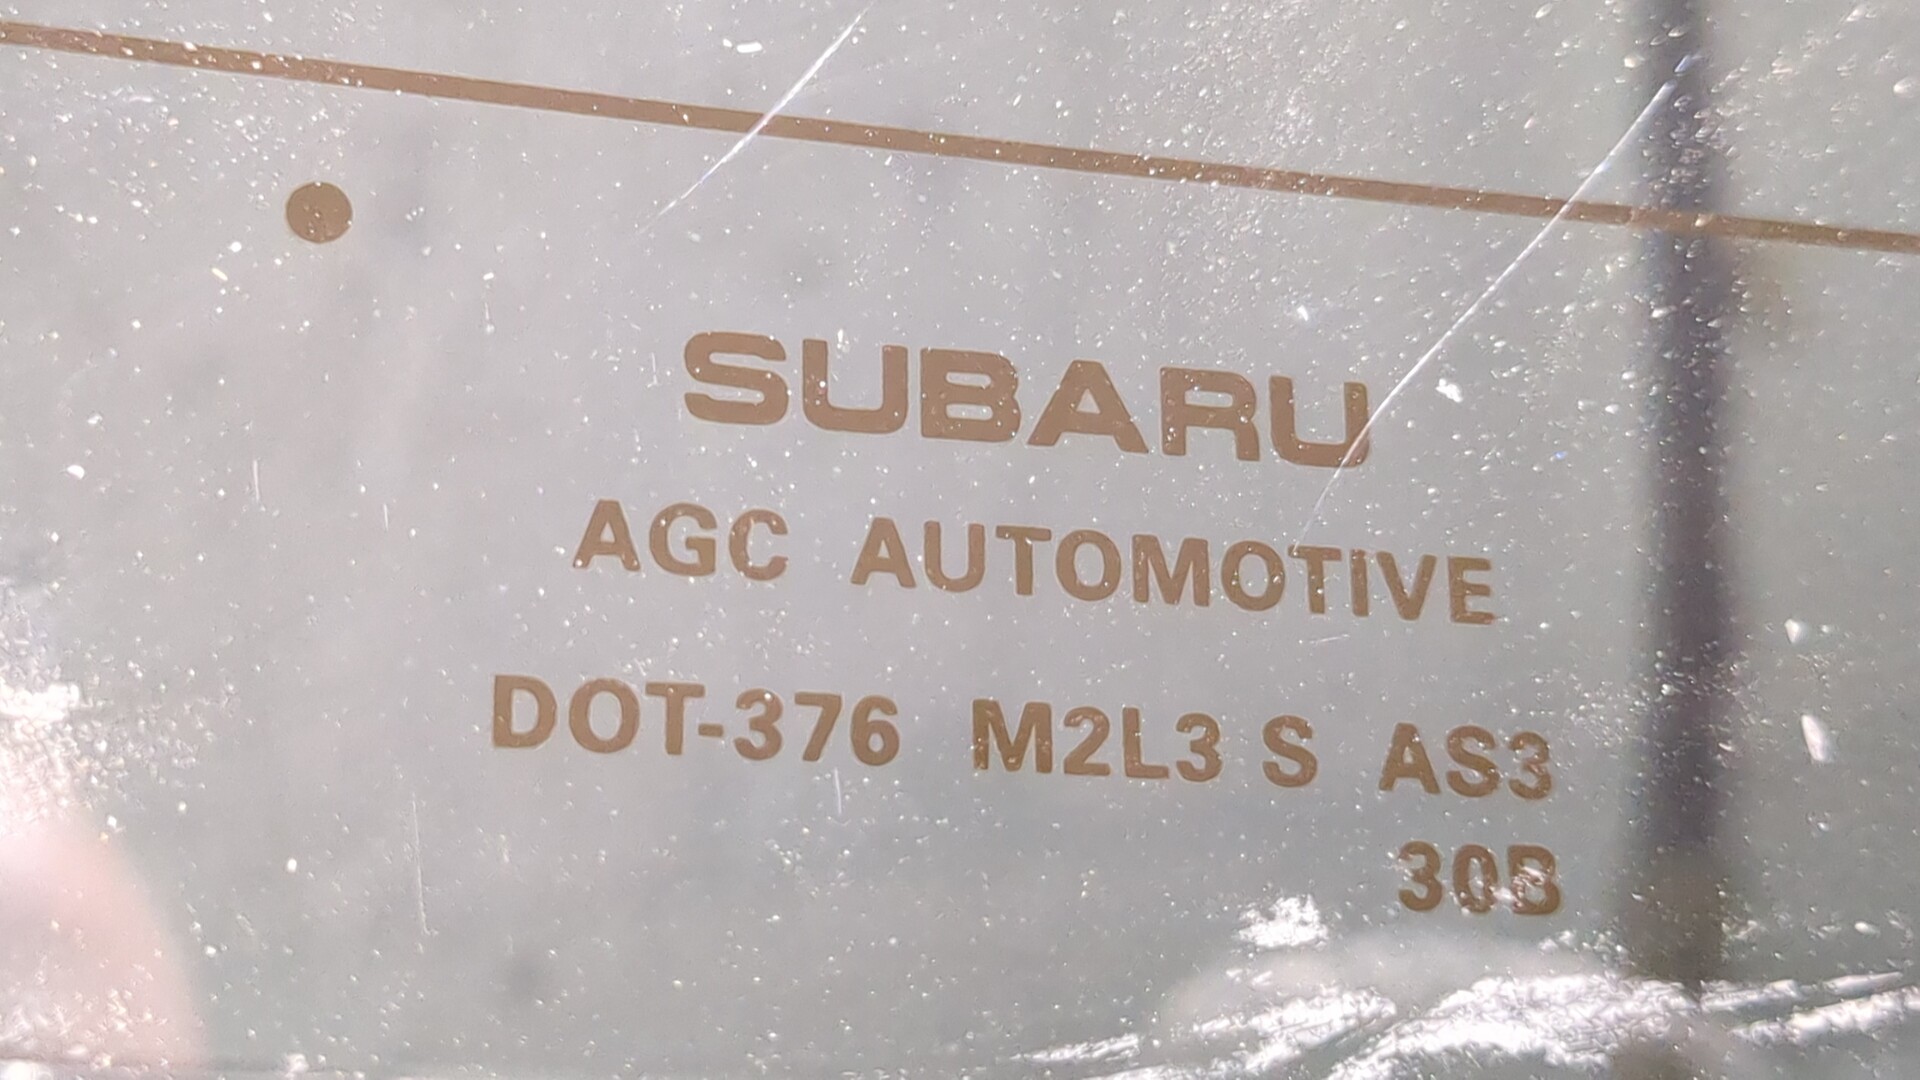 SUBARU
AGC AUTOMOTIVE
DOT-376 M2L3 S AS3
30B